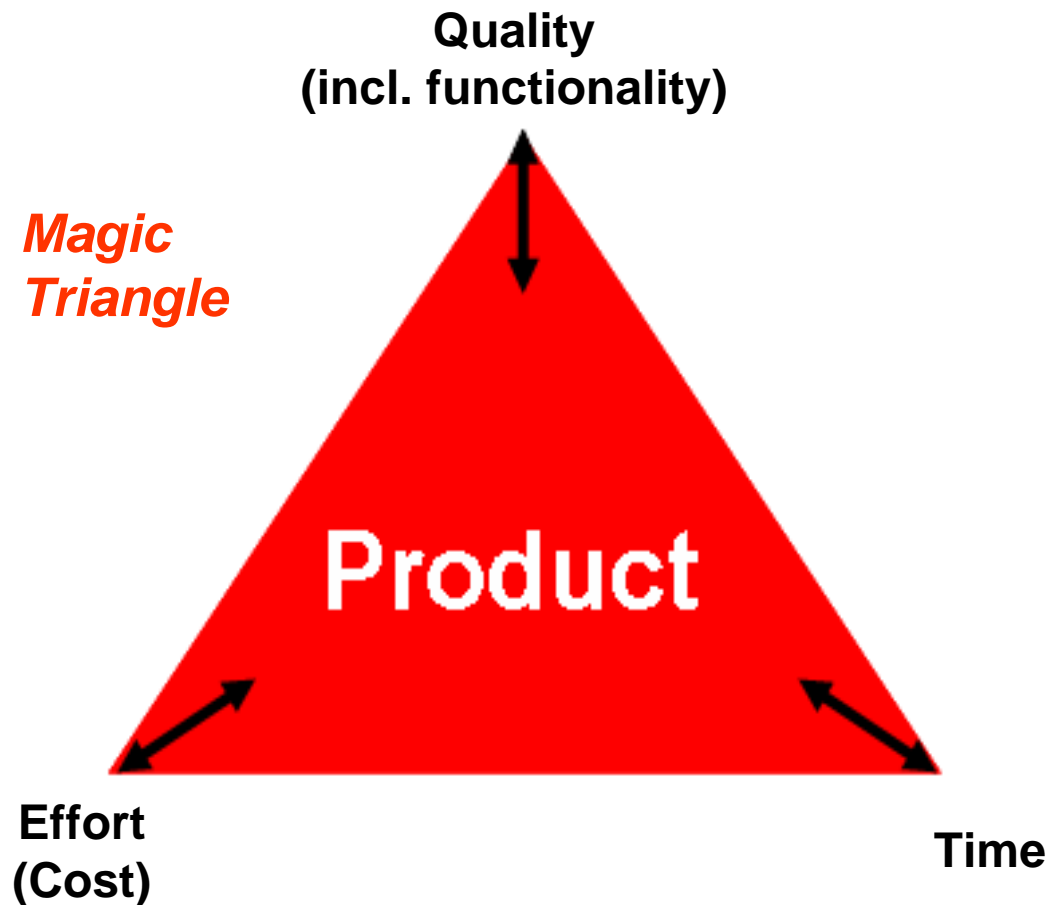 Quality
(incl. functionality)
Magic
Triangle
Product
Effort
(Cost)
Time